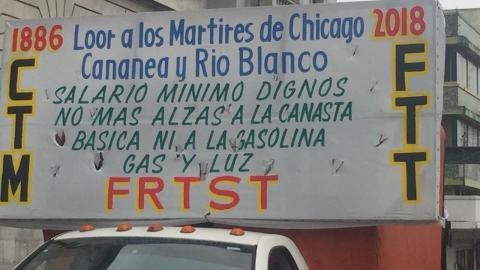 1886 Loor a los Martires de Chicago 2018
Cananea y Rio Blanco
SALARIO MINIMO DIGNOS
NO MAS ALZAS A LA CANASTA
BASICA NI A LA GASOLINA
GAS Y LUZ
FRTST
CTM
FTT